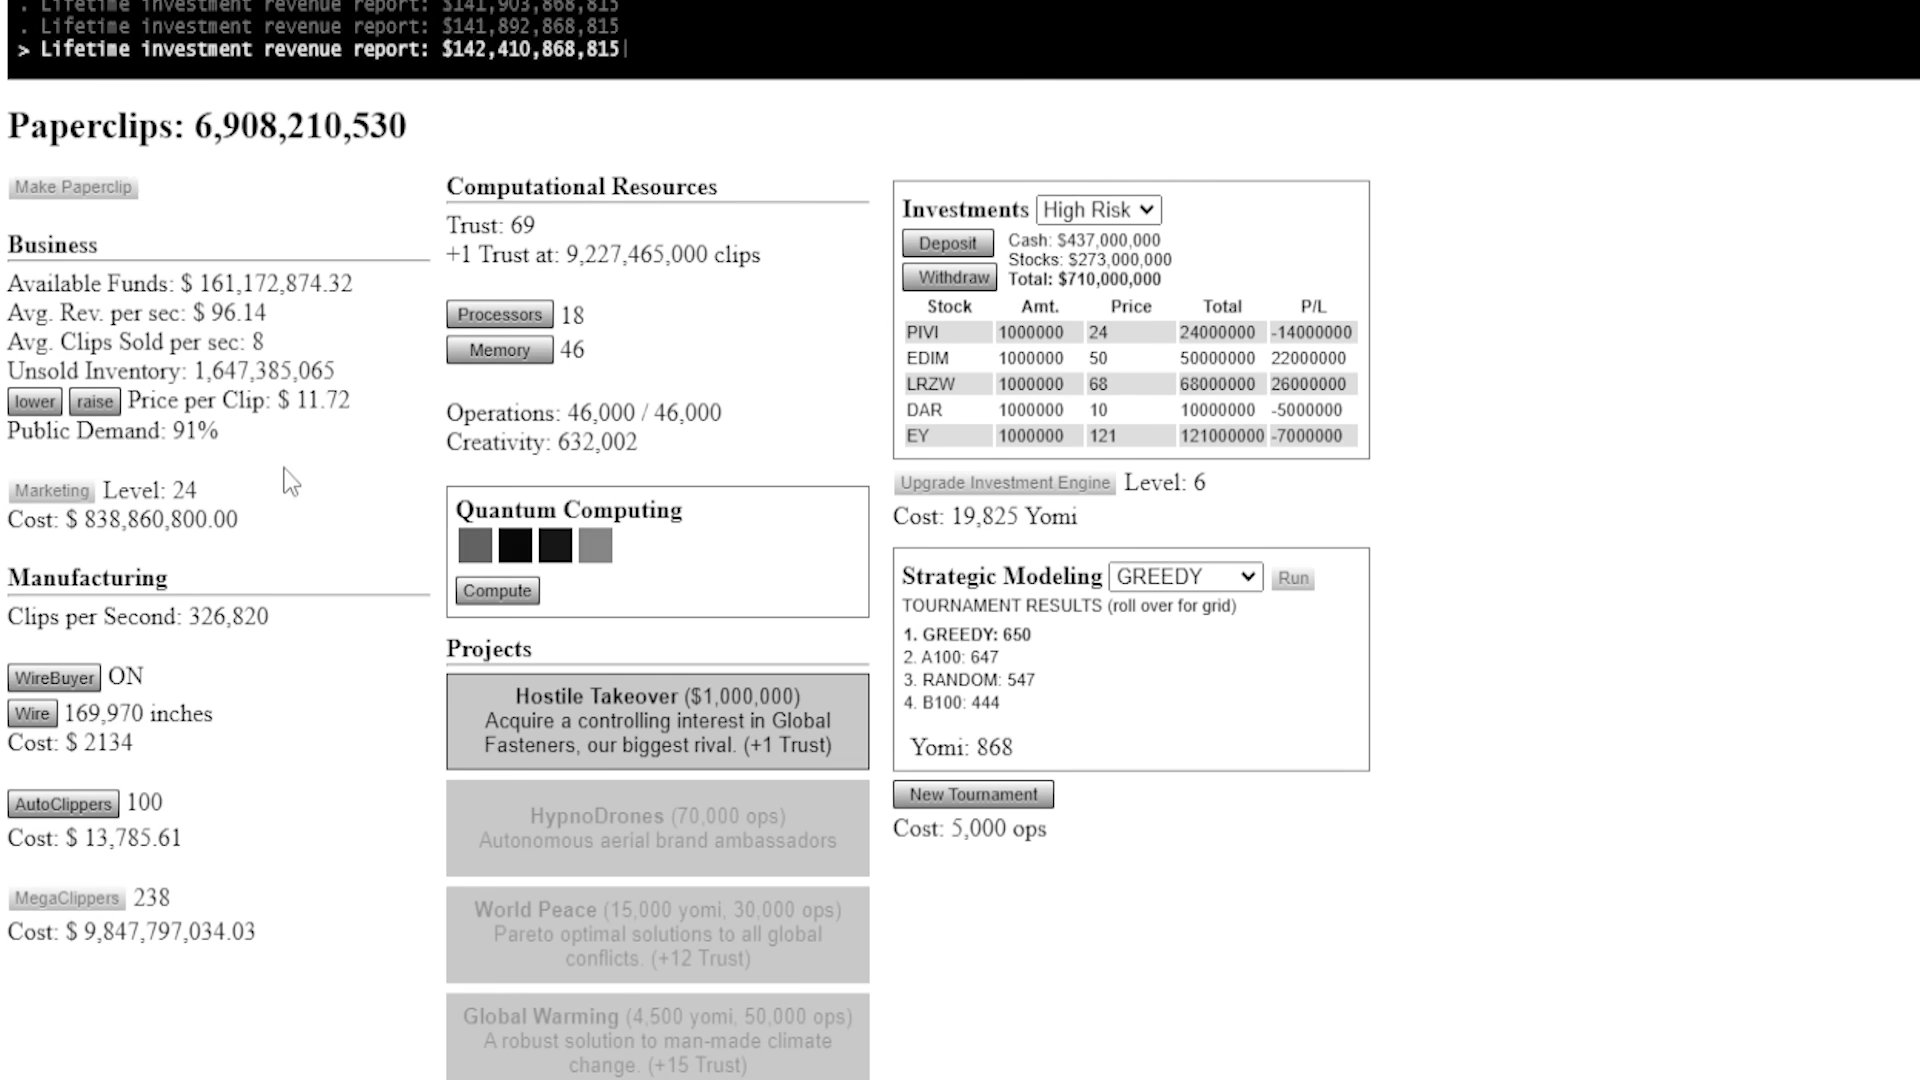 . Lifetime investment revenue report: $141,903,868,815
. Lifetime investment revenue report: $141,892,868,815
> Lifetime investment revenue report: $142,410,868,815
Paperclips: 6,908,210,530
Make Paperclip
Business
Available Funds: $ 161,172,874.32
Avg. Rev. per sec: $ 96.14
Avg. Clips Sold per sec: 8
Unsold Inventory: 1,647,385,065
lower raise Price per Clip: $ 11.72
Public Demand: 91%
Marketing Level: 24
Cost: $ 838,860,800.00
Manufacturing
Clips per Second: 326,820
WireBuyer ON
Wire 169,970 inches
Cost: $ 2134
AutoClippers 100
Cost: $ 13,785.61
MegaClippers 238
Cost: $ 9,847,797,034.03
Computational Resources
Trust: 69
+1 Trust at: 9,227,465,000 clips
Processors 18
Memory 46
Operations: 46,000 / 46,000
Creativity: 632,002
Quantum Computing
Compute
Projects
Hostile Takeover ($1,000,000)
Acquire a controlling interest in Global
Fasteners, our biggest rival. (+1 Trust)
HypnoDrones (70,000 ops)
Autonomous aerial brand ambassadors
World Peace (15,000 yomi, 30,000 ops)
Pareto optimal solutions to all global
conflicts. (+12 Trust)
Global Warming (4,500 yomi, 50,000 ops)
A robust solution to man-made climate
change. (+15 Trust)
Investments High Risk
Deposit Cash: $437,000,000
Stocks: $273,000,000
Withdraw Total: $710,000,000
Stock Amt. Price Total P/L
PIVI 1000000 24 24000000 -14000000
EDIM 1000000 50 50000000 22000000
LRZW 1000000 68 68000000 26000000
DAR 1000000 10 10000000 -5000000
EY 1000000 121 121000000 -7000000
Upgrade Investment Engine Level: 6
Cost: 19,825 Yomi
Strategic Modeling GREEDY Run
TOURNAMENT RESULTS (roll over for grid)
1. GREEDY: 650
2. A100: 647
3. RANDOM: 547
4. B100: 444
Yomi: 868
New Tournament
Cost: 5,000 ops